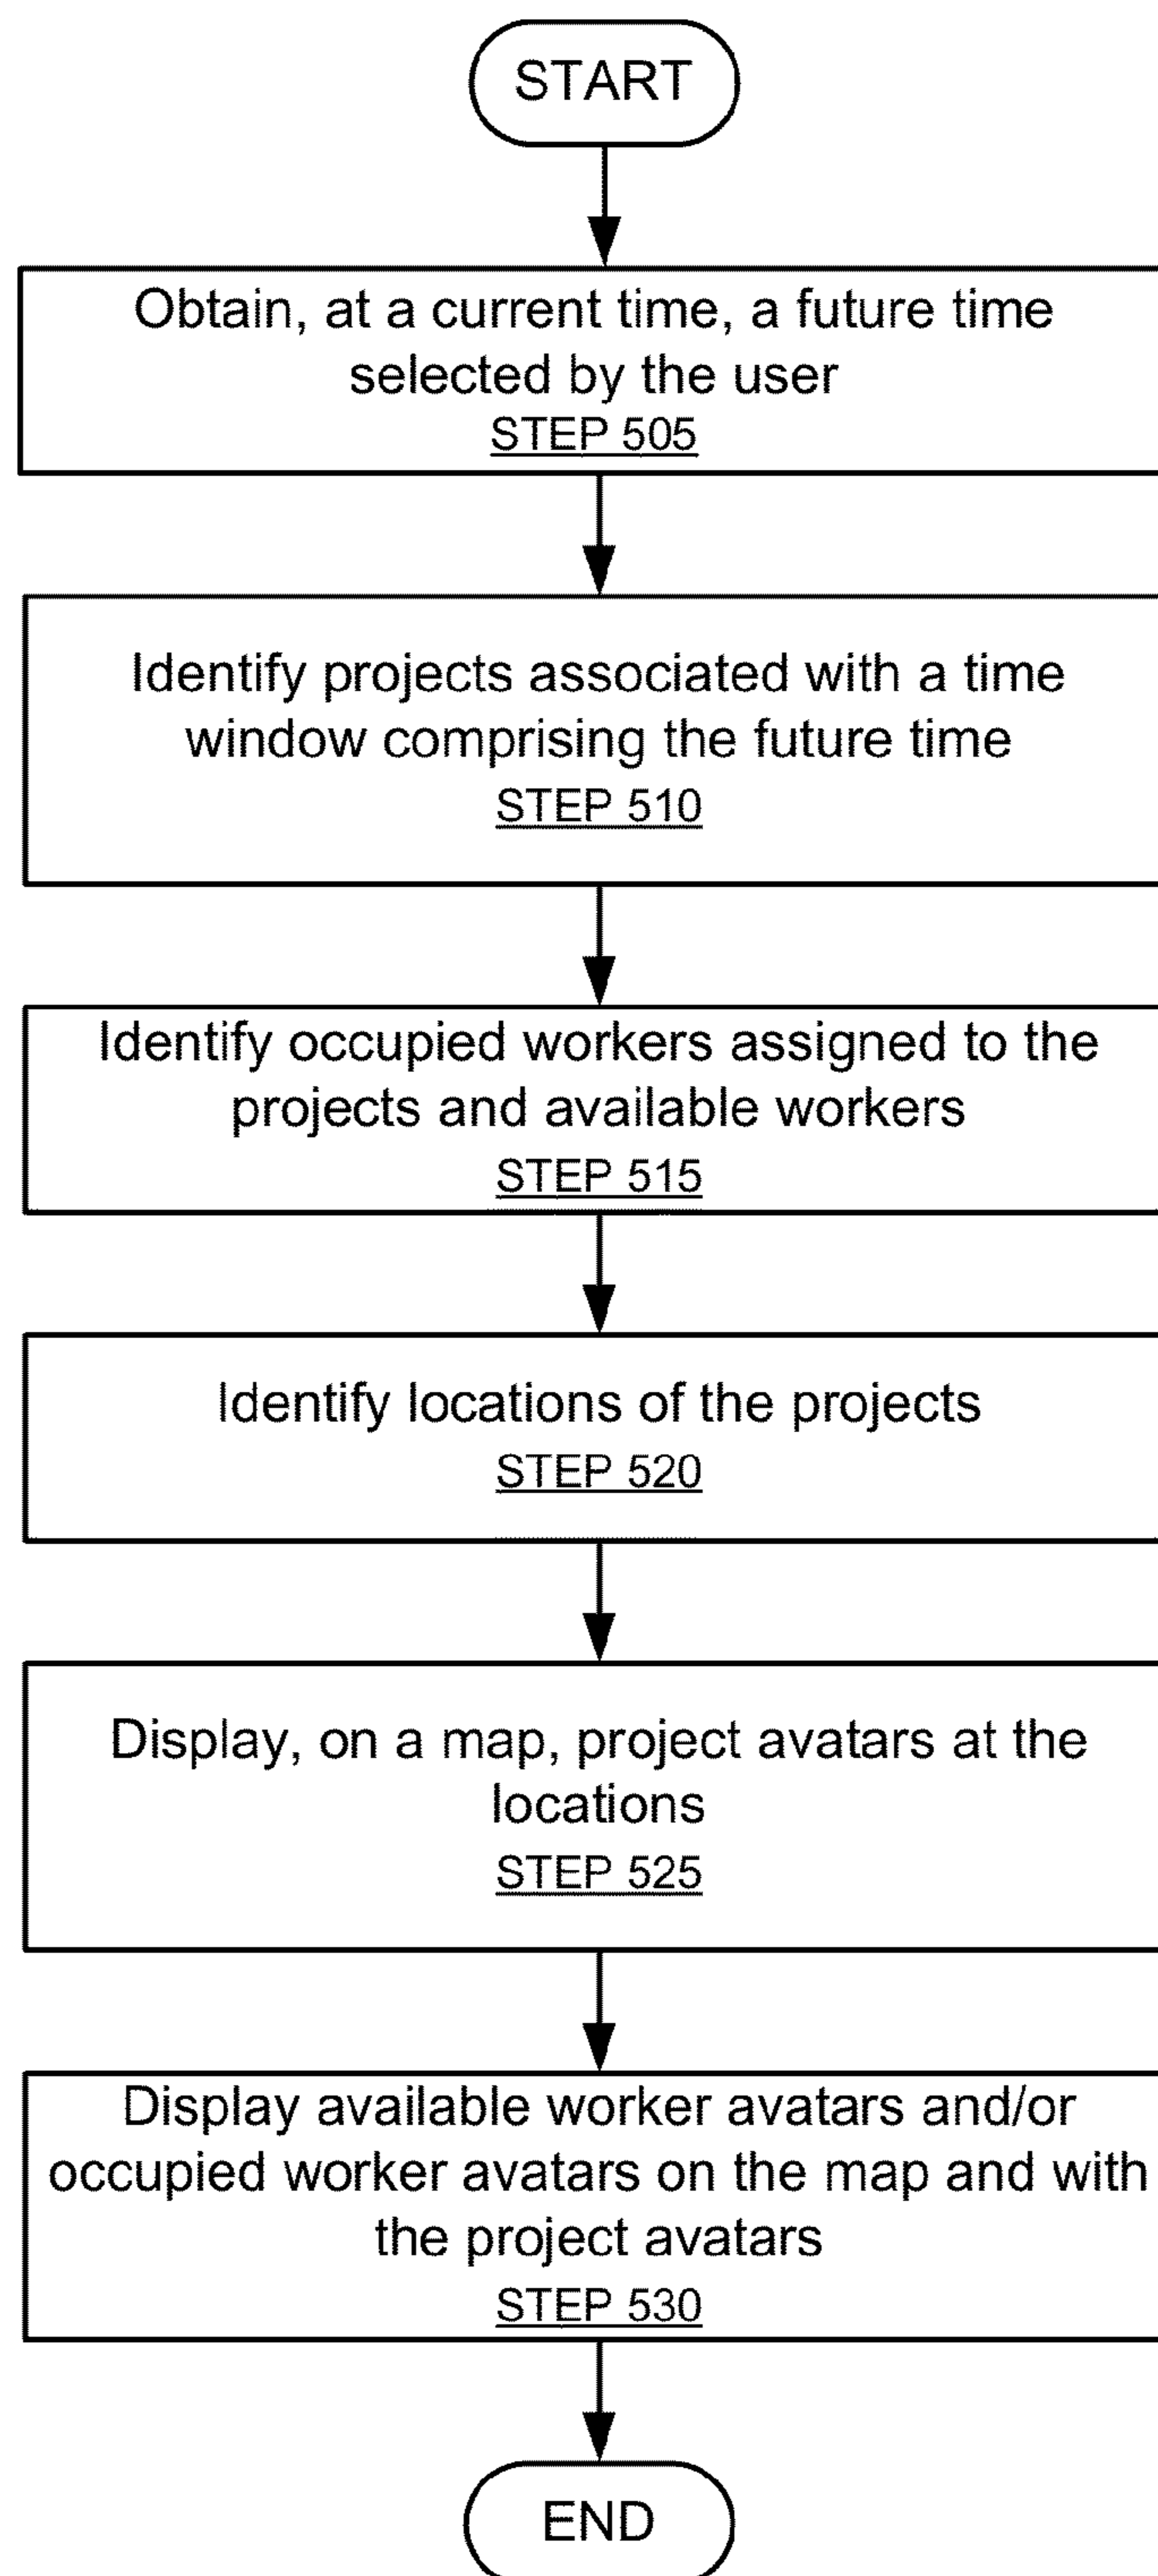 START
Obtain, at a current time, a future time
selected by the user
STEP 505
Identify projects associated with a time
window comprising the future time
STEP 510
Identify occupied workers assigned to the
projects and available workers
STEP 515
Identify locations of the projects
STEP 520
Display, on a map, project avatars at the
locations
STEP 525
Display available worker avatars and/or
occupied worker avatars on the map and with
the project avatars
STEP 530
END